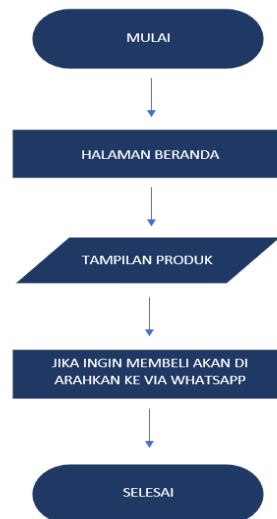 MULAI
HALAMAN BERANDA
TAMPILAN PRODUK
JIKA INGIN MEMBELI AKAN DI
ARAHKAN KE VIA WHATSAPP
SELESAI